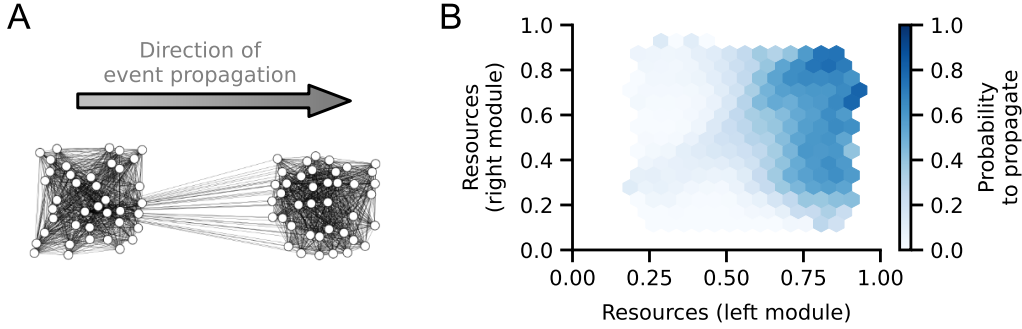 A
Direction of
event propagation
B
1.0
0.8
0.6
0.4
0.2
0.0
Resources
(right module)
0.00
0.25
0.50
0.75
1.00
Resources (left module)
1.0
0.8
0.6
0.4
0.2
0.0
Probability
to propagate